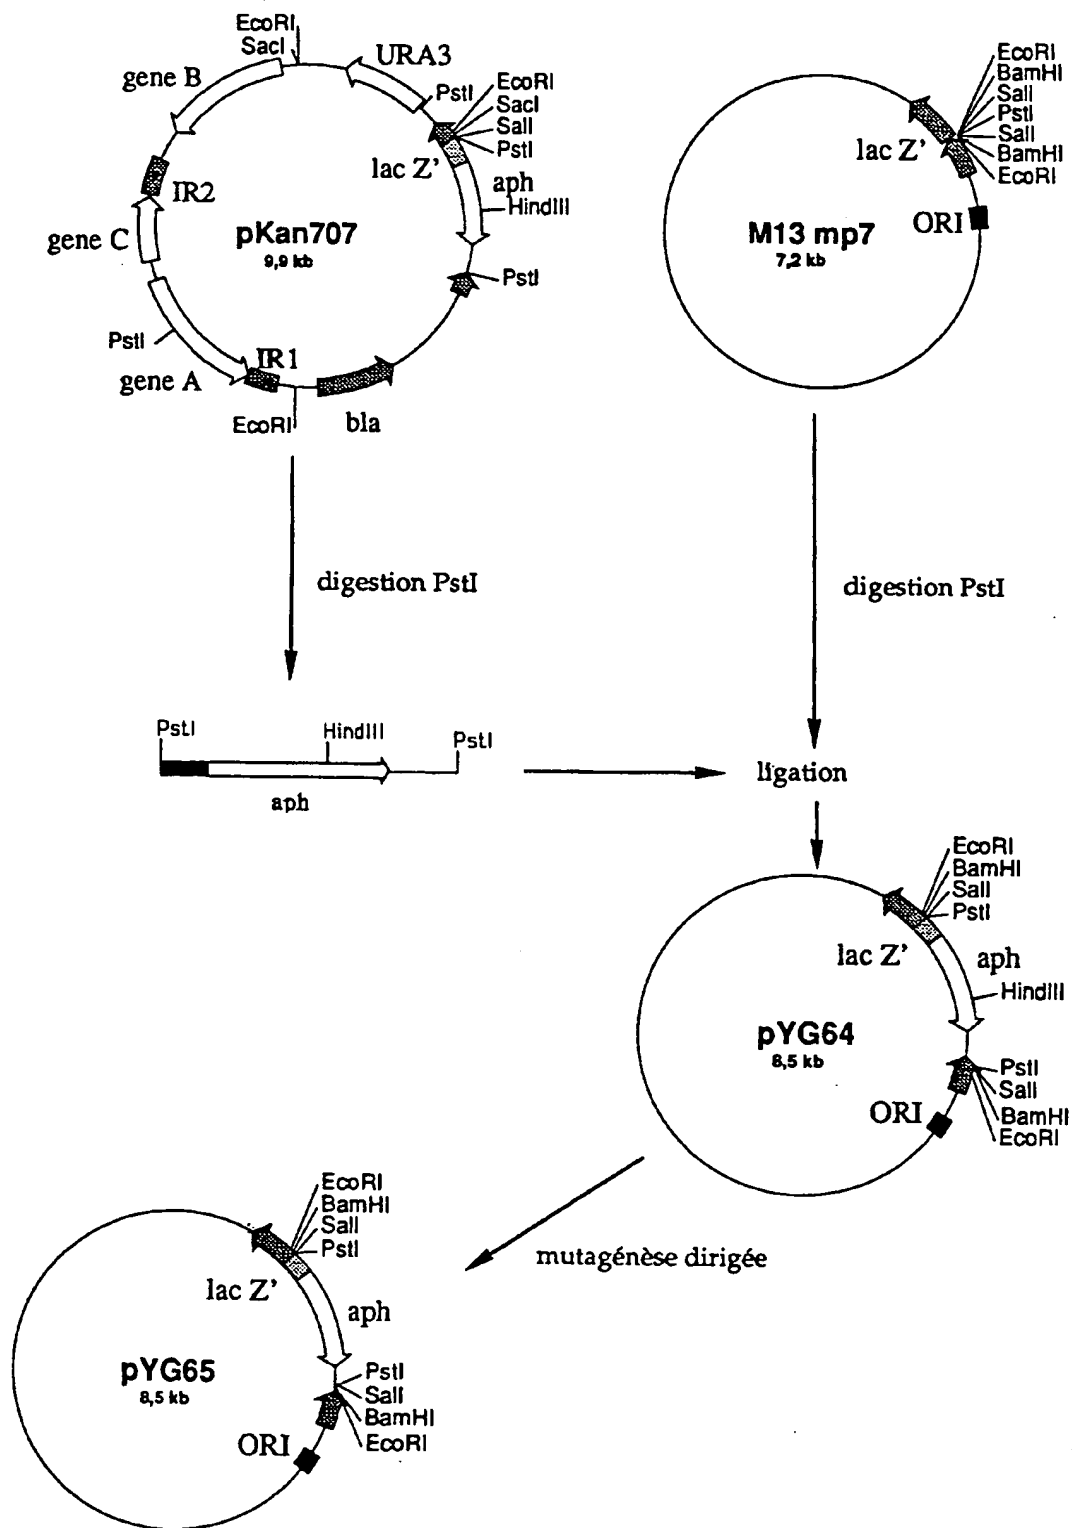 EcoRI
SacI
URA3
gene B
PstI
EcoRI
SacI
SalI
PstI
lac Z'
aph
HindIII
IR2
gene C
pKan707
9,9 kb
PstI
PstI
IR1
gene A
EcoRI
bla
EcoRI
BamHI
SalI
PstI
SalI
BamHI
EcoRI
lac Z'
ORI
M13 mp7
7,2 kb
digestion PstI
digestion PstI
PstI
HindIII
PstI
aph
ligation
EcoRI
BamHI
SalI
PstI
lac Z'
aph
HindIII
pYG64
8,5 kb
PstI
SalI
BamHI
EcoRI
ORI
mutagénèse dirigée
EcoRI
BamHI
SalI
PstI
lac Z'
aph
pYG65
8,5 kb
PstI
SalI
BamHI
EcoRI
ORI